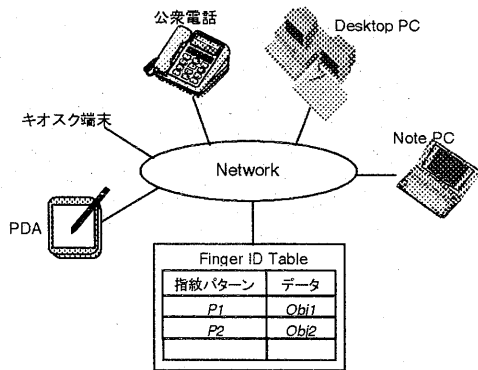 公衆電話
Desktop PC
キオスク端末
Note PC
Network
PDA
Finger ID Table
指紋パターン データ
P1 Obj1
P2 Obj2